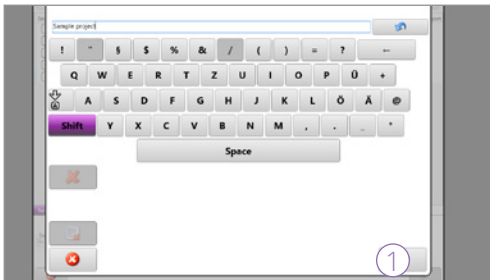 Sample project
! " § $ % & / ( ) = ? ←
Q W E R T Z U I O P Ü +
A S D F G H J K L Ö Ä @
Shift Y X C V B N M , . _ *
Space
1